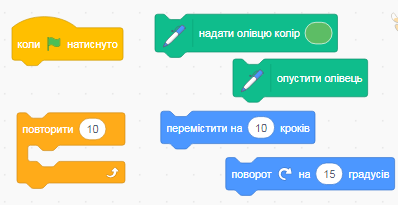 коли натиснуто
надати олівцю колір
опустити олівець
повторити 10
перемістити на 10 кроків
поворот на 15 градусів